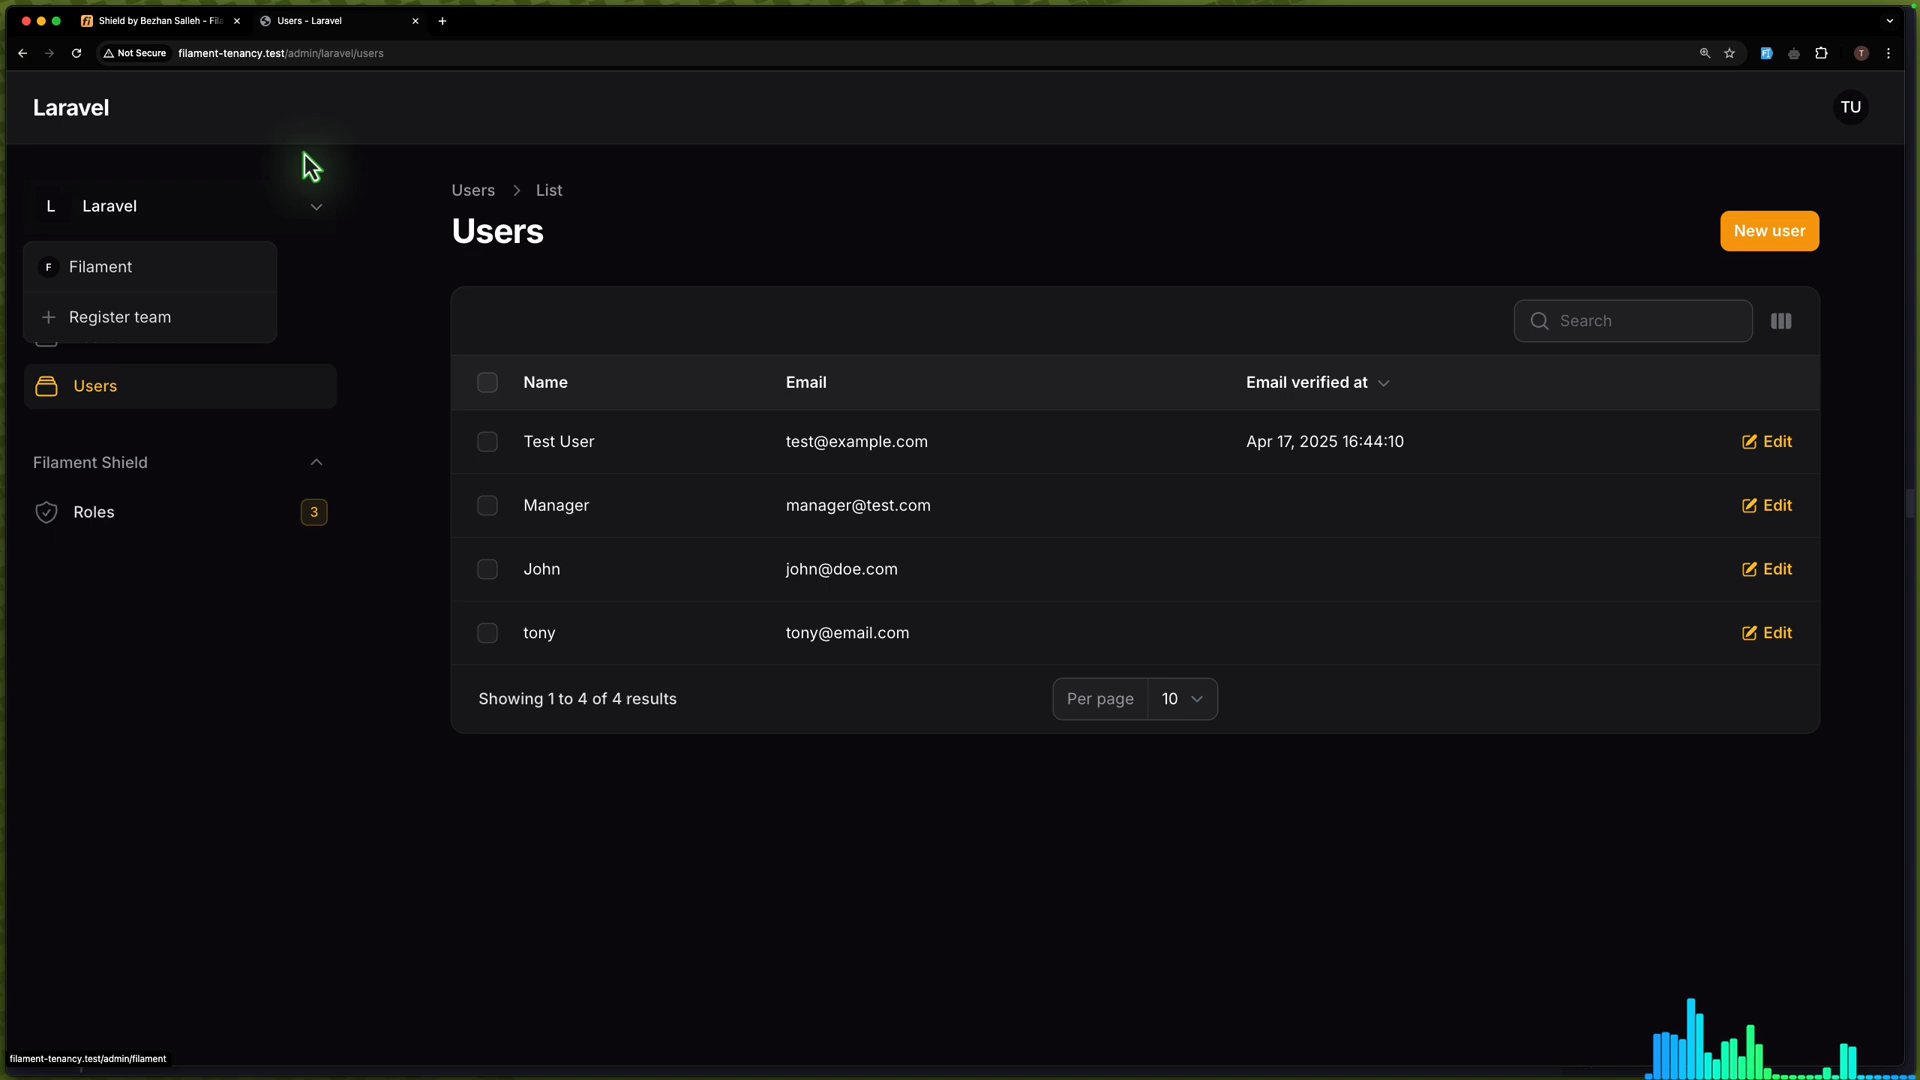 Shield by Bezhan Salleh - Fila
Users - Laravel
Not Secure
filament-tenancy.test/admin/laravel/users
T
Laravel
TU
L
Laravel
F
Filament
Register team
Users
Filament Shield
Roles
3
Users
List
Users
New user
Search
Name Email Email verified at
Test User test@example.com Apr 17, 2025 16:44:10 Edit
Manager manager@test.com Edit
John john@doe.com Edit
tony tony@email.com Edit
Showing 1 to 4 of 4 results
Per page 10
filament-tenancy.test/admin/filament